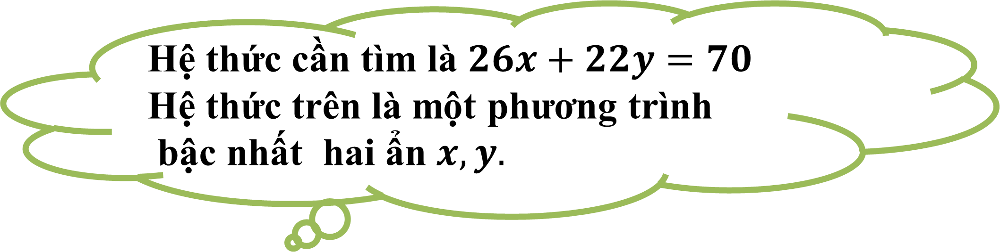 Hệ thức cần tìm là 26x + 22y = 70
Hệ thức trên là một phương trình
bậc nhất hai ẩn x, y.